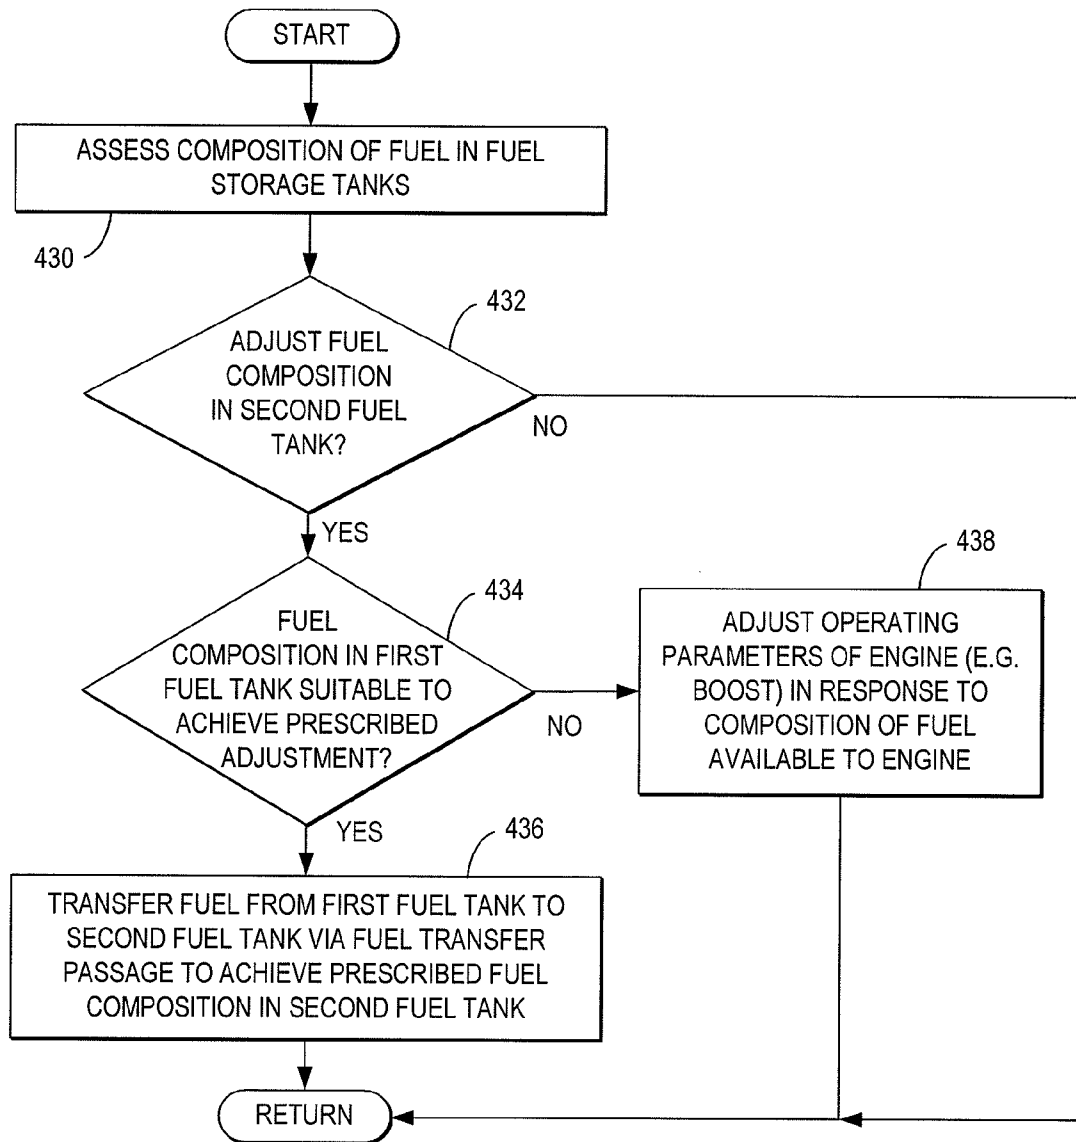 START
ASSESS COMPOSITION OF FUEL IN FUEL
STORAGE TANKS
430
432
ADJUST FUEL
COMPOSITION
IN SECOND FUEL
TANK?
NO
YES
434
FUEL
COMPOSITION IN FIRST
FUEL TANK SUITABLE TO
ACHIEVE PRESCRIBED
ADJUSTMENT?
NO
YES
438
ADJUST OPERATING
PARAMETERS OF ENGINE (E.G.
BOOST) IN RESPONSE TO
COMPOSITION OF FUEL
AVAILABLE TO ENGINE
436
TRANSFER FUEL FROM FIRST FUEL TANK TO
SECOND FUEL TANK VIA FUEL TRANSFER
PASSAGE TO ACHIEVE PRESCRIBED FUEL
COMPOSITION IN SECOND FUEL TANK
RETURN